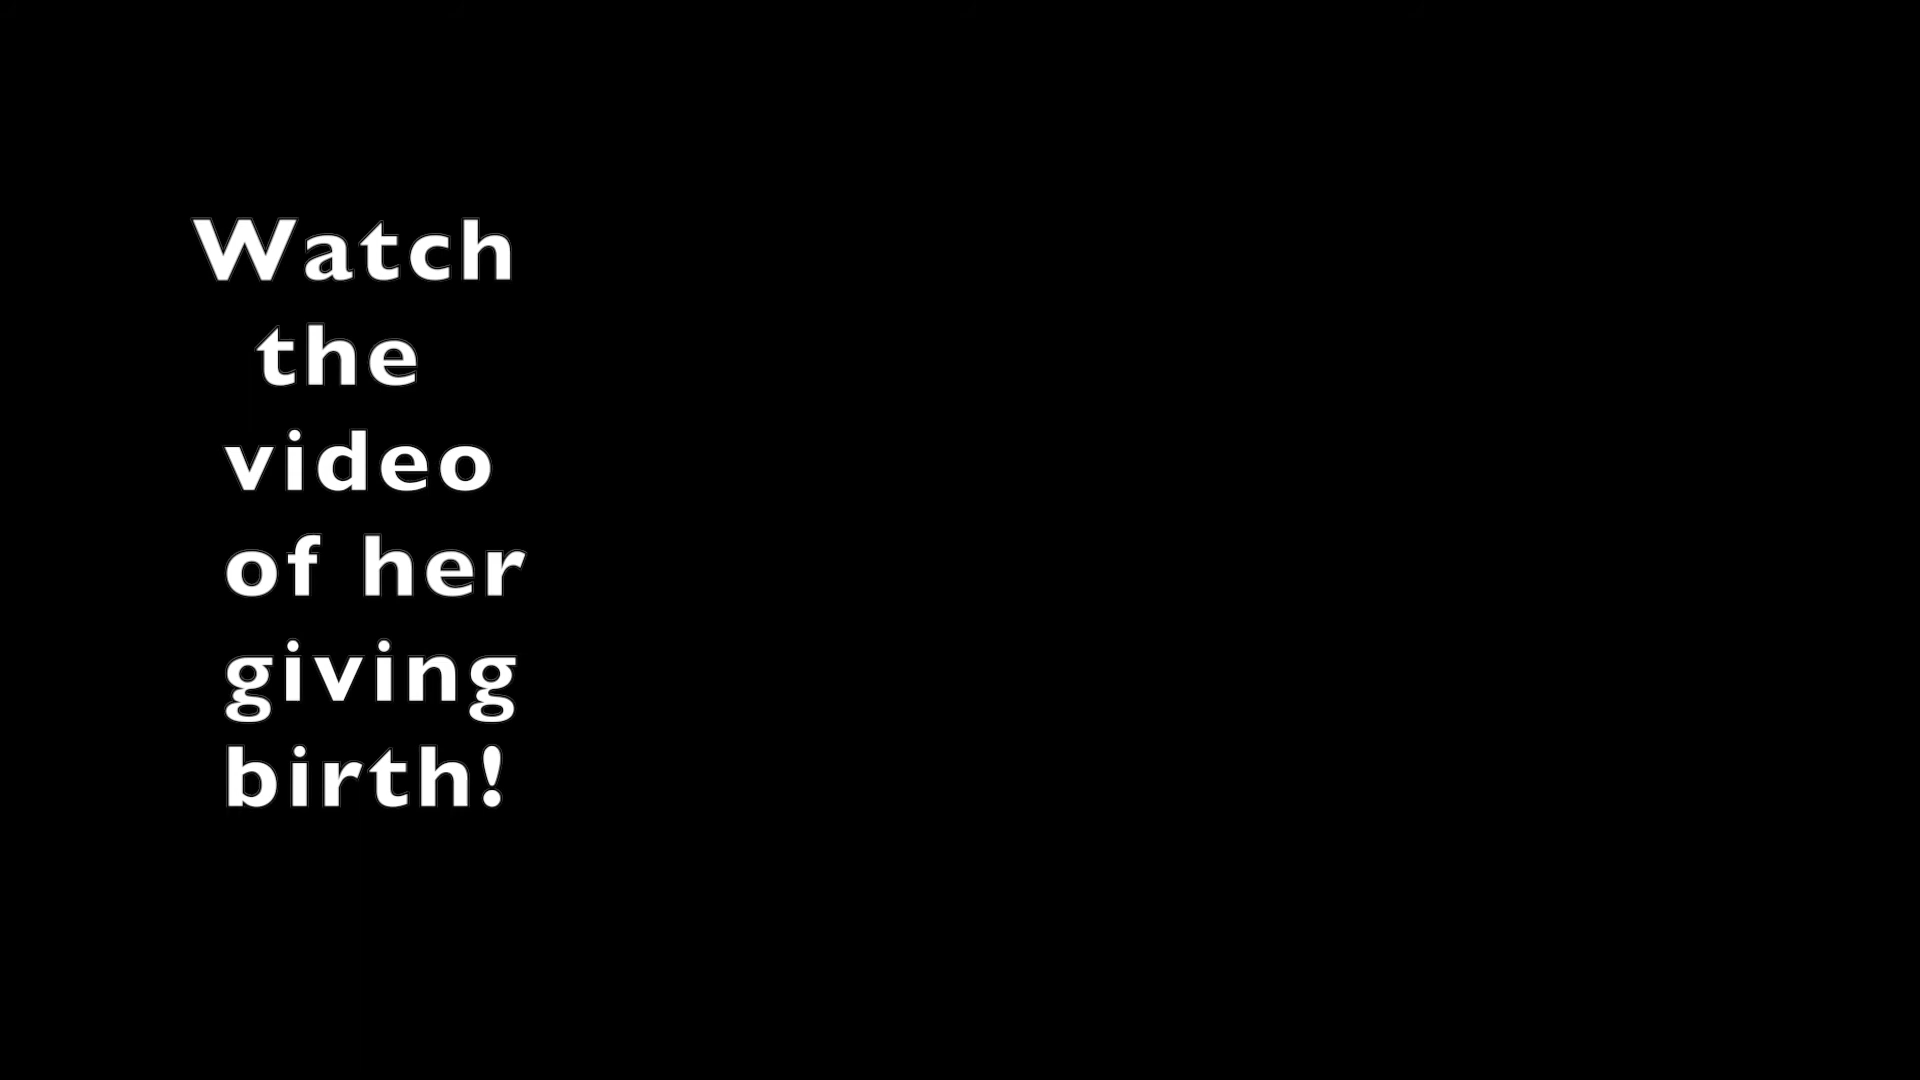 Watch
the
video
of her
giving
birth!